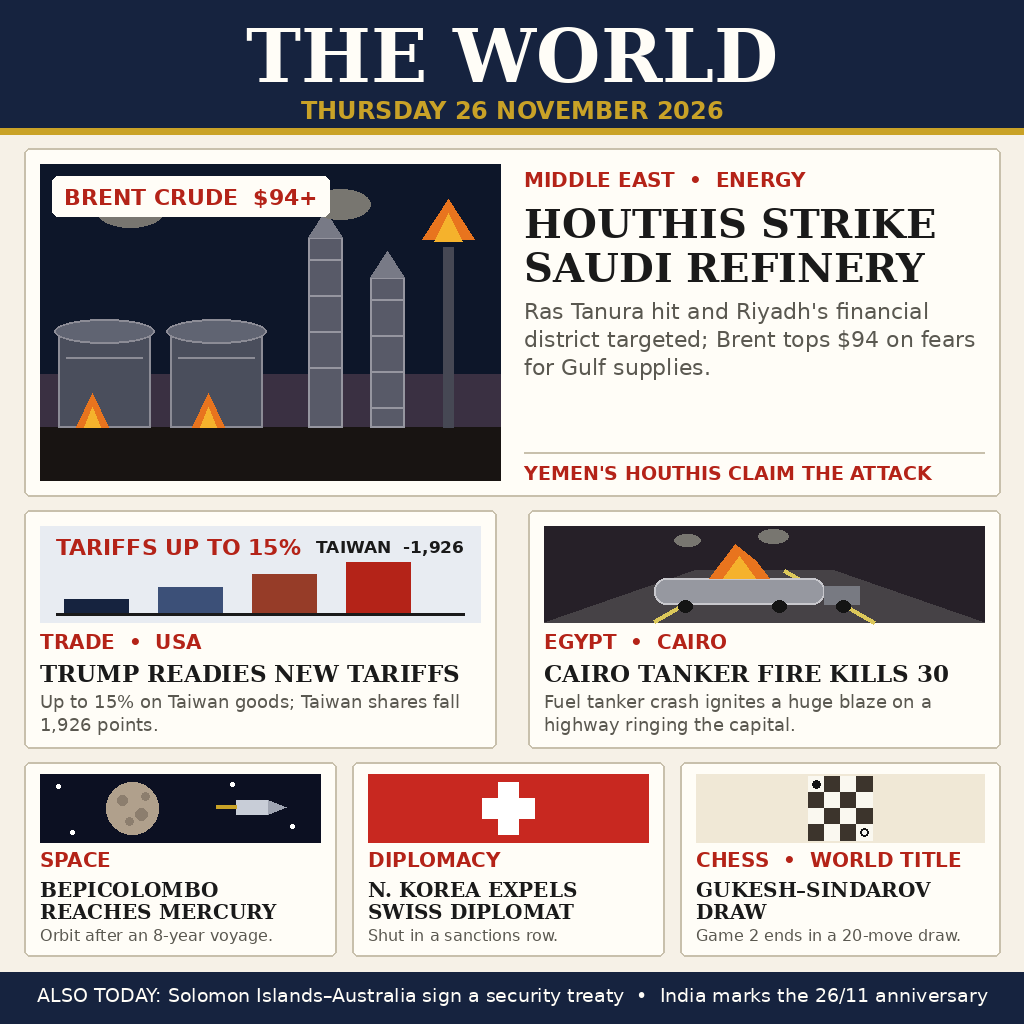 THE WORLD
THURSDAY 26 NOVEMBER 2026
BRENT CRUDE $94+
MIDDLE EAST • ENERGY
HOUTHIS STRIKE
SAUDI REFINERY
Ras Tanura hit and Riyadh's financial
district targeted; Brent tops $94 on fears
for Gulf supplies.
YEMEN'S HOUTHIS CLAIM THE ATTACK
TARIFFS UP TO 15% TAIWAN -1,926
TRADE • USA
TRUMP READIES NEW TARIFFS
Up to 15% on Taiwan goods; Taiwan shares fall
1,926 points.
EGYPT • CAIRO
CAIRO TANKER FIRE KILLS 30
Fuel tanker crash ignites a huge blaze on a
highway ringing the capital.
SPACE
BEPICOLOMBO
REACHES MERCURY
Orbit after an 8-year voyage.
DIPLOMACY
N. KOREA EXPELS
SWISS DIPLOMAT
Shut in a sanctions row.
CHESS • WORLD TITLE
GUKESH–SINDAROV
DRAW
Game 2 ends in a 20-move draw.
ALSO TODAY: Solomon Islands–Australia sign a security treaty • India marks the 26/11 anniversary